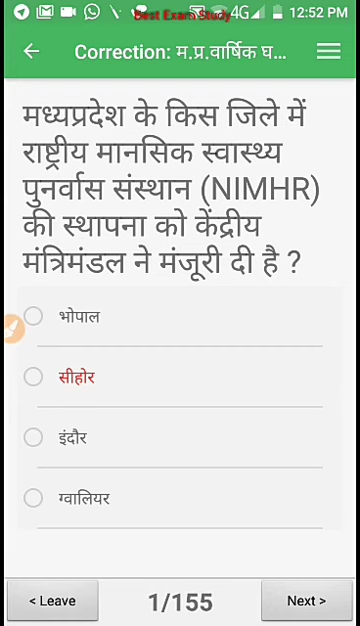 Best Exam Study 4G 12:52 PM
Correction: म.प्र.वार्षिक घ...
मध्यप्रदेश के किस जिले में
राष्ट्रीय मानसिक स्वास्थ्य
पुनर्वास संस्थान (NIMHR)
की स्थापना को केंद्रीय
मंत्रिमंडल ने मंजूरी दी है ?
भोपाल
सीहोर
इंदौर
ग्वालियर
< Leave 1/155 Next >